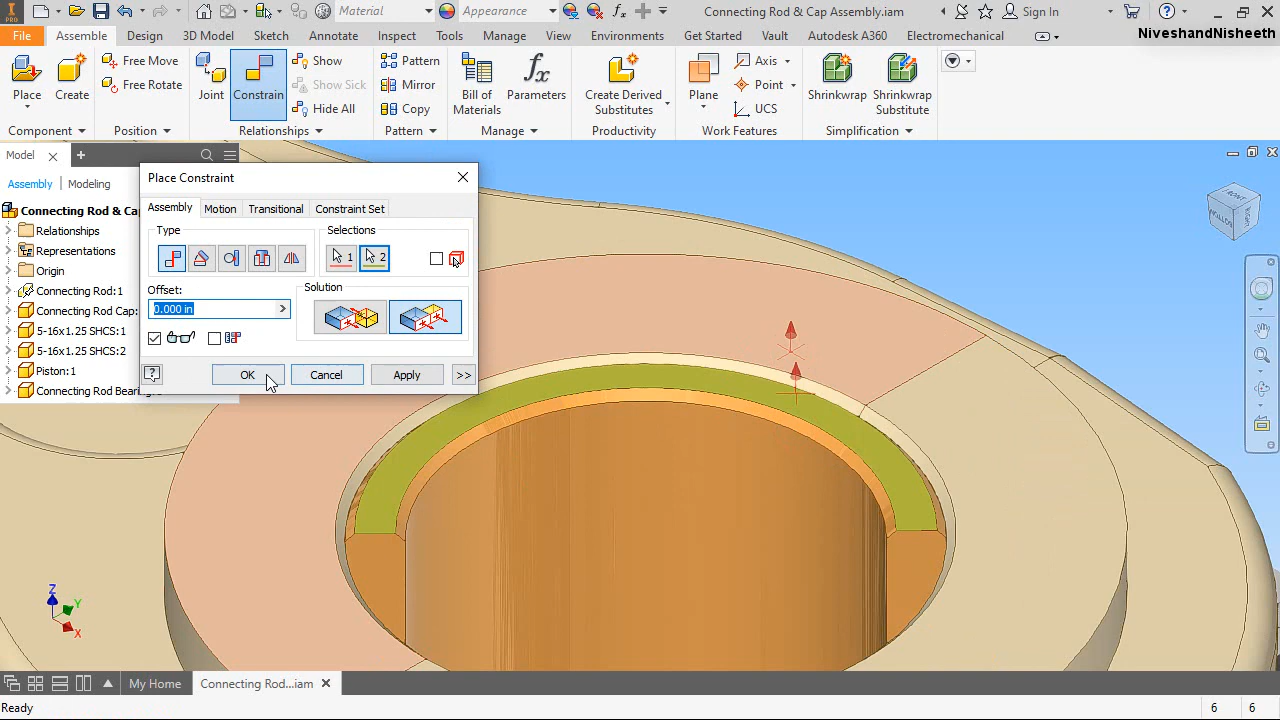 PRO
Material
Appearance
Connecting Rod & Cap Assembly.iam
Sign In
File
Assemble
Design
3D Model
Sketch
Annotate
Inspect
Tools
Manage
View
Environments
Get Started
Vault
Autodesk A360
Electromechanical
NiveshandNisheeth
Place
Create
Free Move
Free Rotate
Joint
Constrain
Show
Show Sick
Hide All
Pattern
Mirror
Copy
Bill of Materials
fx
Parameters
Create Derived Substitutes
Plane
Axis
Point
UCS
Shrinkwrap
Shrinkwrap Substitute
Component
Position
Relationships
Pattern
Manage
Productivity
Work Features
Simplification
Model
Assembly
Modeling
Connecting Rod & Cap
Relationships
Representations
Origin
Connecting Rod:1
Connecting Rod Cap:
5-16x1.25 SHCS:1
5-16x1.25 SHCS:2
Piston:1
Connecting Rod Bearing
Place Constraint
Assembly
Motion
Transitional
Constraint Set
Type
Selections
1
2
Offset:
0.000 in
Solution
?
OK
Cancel
Apply
>>
FRONT
BOTTOM
Z
Y
X
My Home
Connecting Rod...iam
Ready
6
6